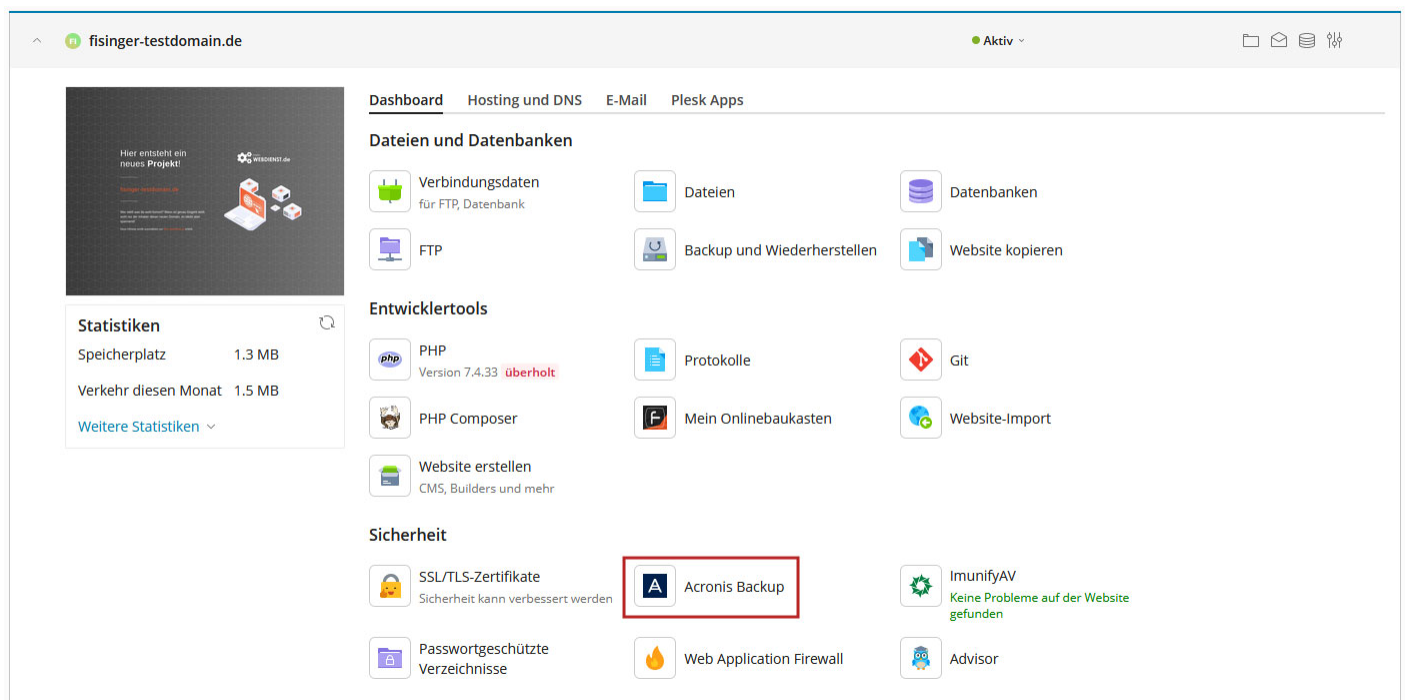 FI
fisinger-testdomain.de
Aktiv
Hier entsteht ein
neues Projekt!
WEBDIENST.de
Dashboard
Hosting und DNS
E-Mail
Plesk Apps
Dateien und Datenbanken
Verbindungsdaten
für FTP, Datenbank
Dateien
Datenbanken
FTP
Backup und Wiederherstellen
Website kopieren
Statistiken
Speicherplatz 1.3 MB
Verkehr diesen Monat 1.5 MB
Weitere Statistiken
Entwicklertools
php
PHP
Version 7.4.33 überholt
Protokolle
Git
PHP Composer
Mein Onlinebaukasten
Website-Import
Website erstellen
CMS, Builders und mehr
Sicherheit
SSL/TLS-Zertifikate
Sicherheit kann verbessert werden
A
Acronis Backup
ImunifyAV
Keine Probleme auf der Website
gefunden
Passwortgeschützte
Verzeichnisse
Web Application Firewall
Advisor